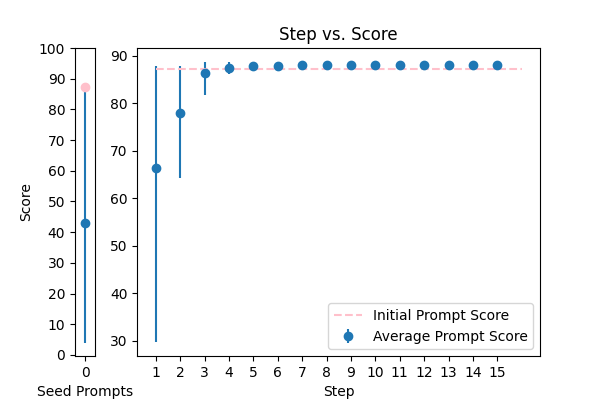 Step vs. Score
Score
100
90
80
70
60
50
40
30
20
10
0
0
Seed Prompts
90
80
70
60
50
40
30
1 2 3 4 5 6 7 8 9 10 11 12 13 14 15
Step
Initial Prompt Score
Average Prompt Score